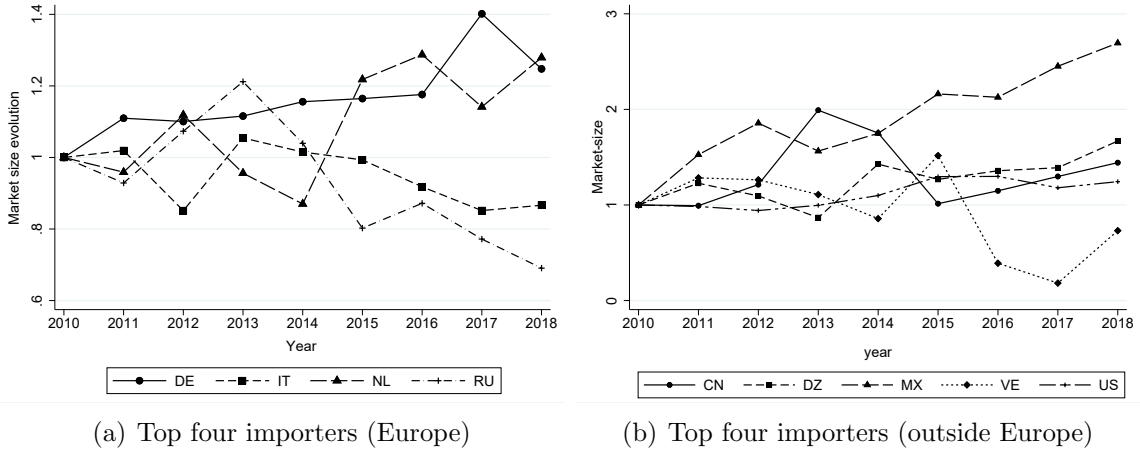 Market size evolution
1.4
1.2
1
.8
.6
2010 2011 2012 2013 2014 2015 2016 2017 2018
Year
DE IT NL RU
(a) Top four importers (Europe)
Market-size
3
2
1
0
2010 2011 2012 2013 2014 2015 2016 2017 2018
year
CN DZ MX VE US
(b) Top four importers (outside Europe)